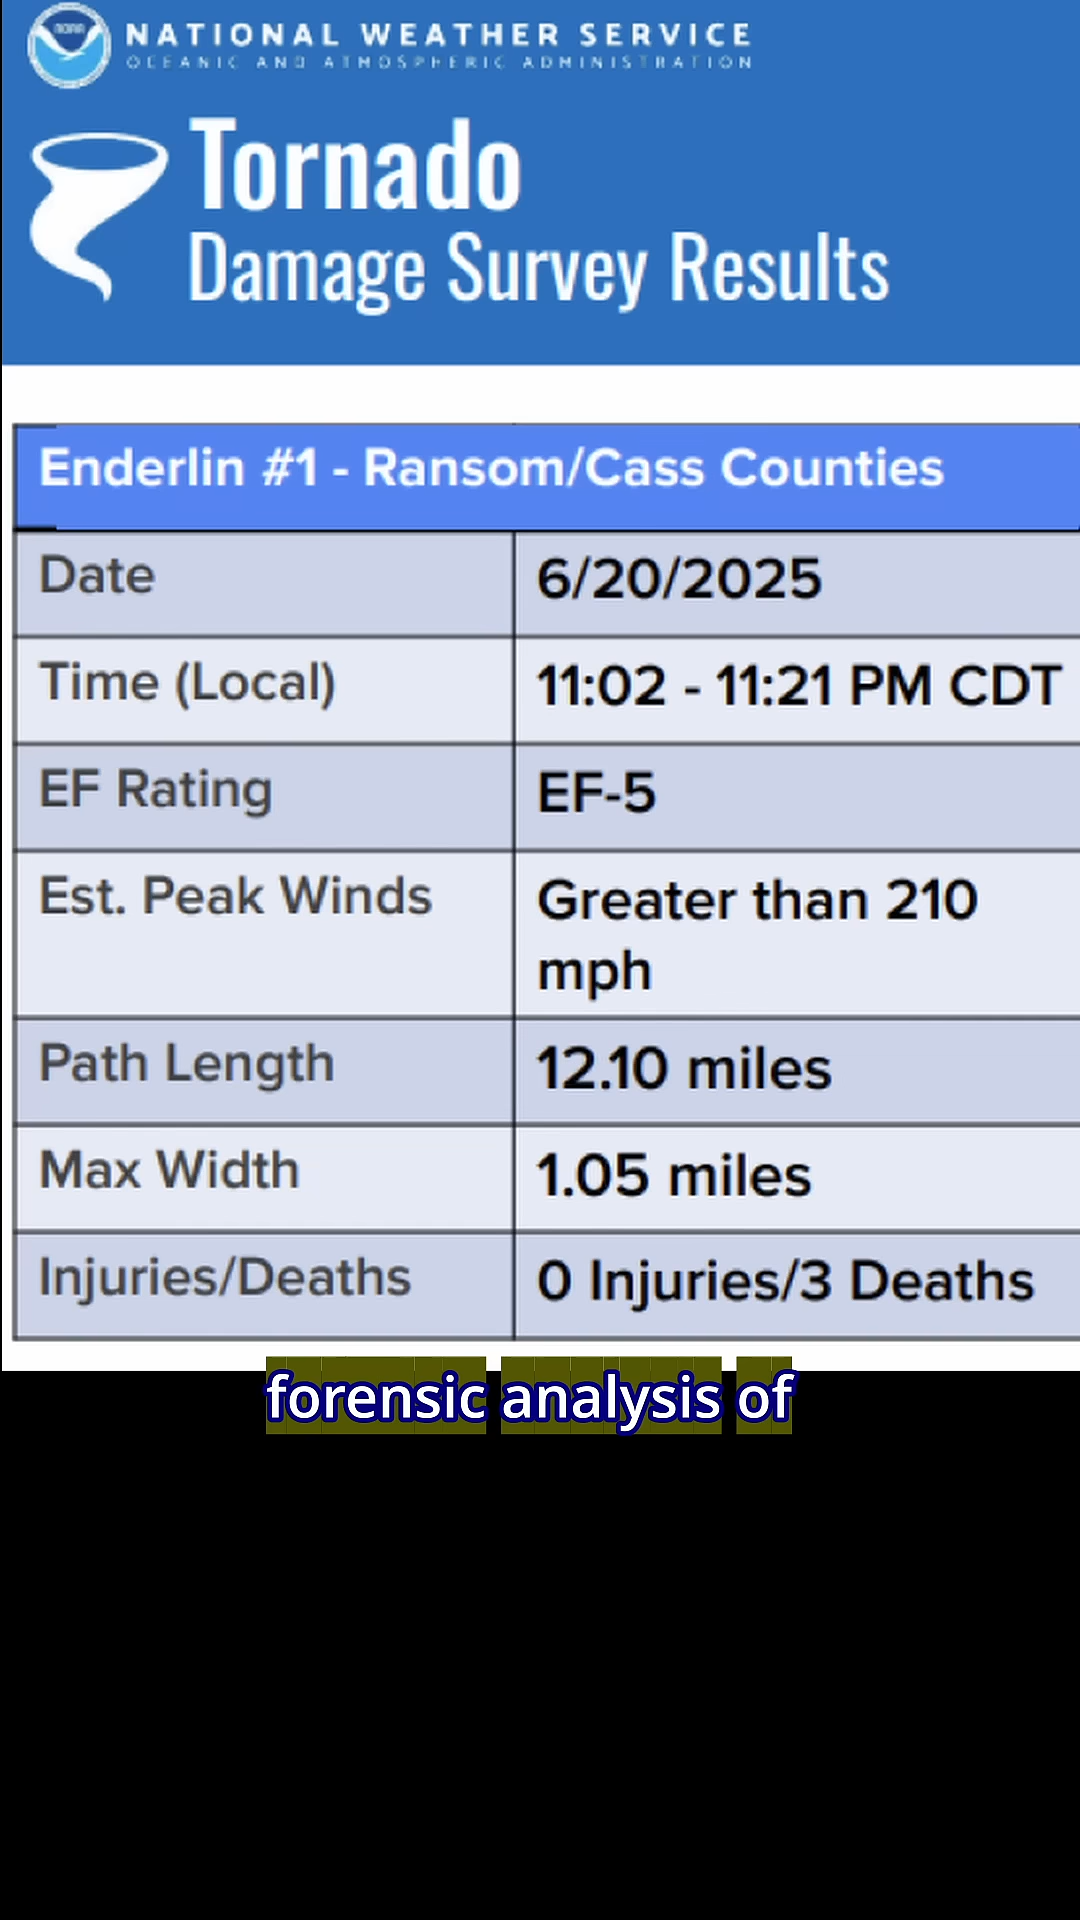 NATIONAL WEATHER SERVICE
OCEANIC AND ATMOSPHERIC ADMINISTRATION
Tornado
Damage Survey Results
Enderlin #1 - Ransom/Cass Counties
Date 6/20/2025
Time (Local) 11:02 - 11:21 PM CDT
EF Rating EF-5
Est. Peak Winds Greater than 210
mph
Path Length 12.10 miles
Max Width 1.05 miles
Injuries/Deaths 0 Injuries/3 Deaths
forensic analysis of